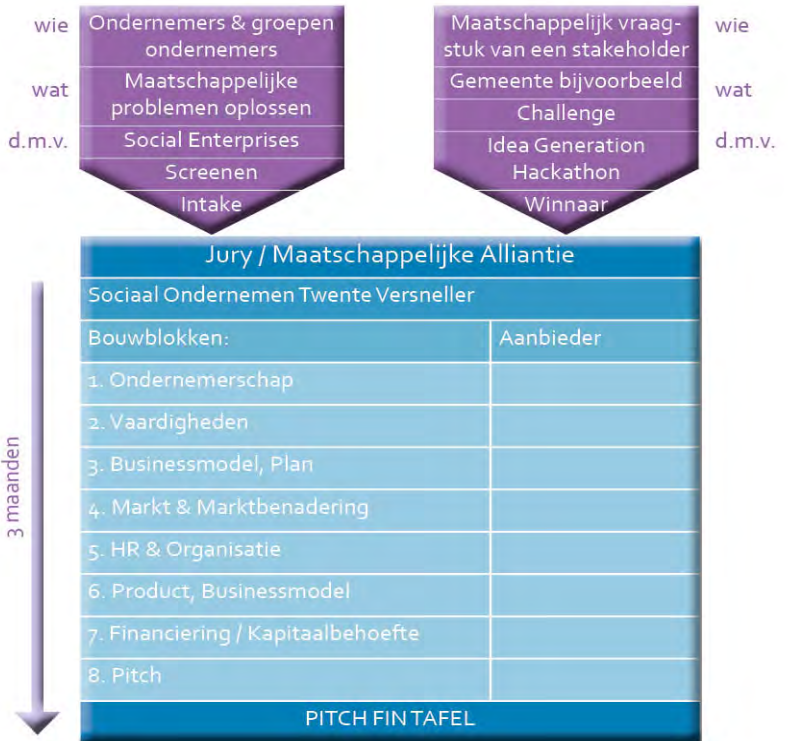 wie
Ondernemers & groepen
ondernemers
wat
Maatschappelijke
problemen oplossen
d.m.v.
Social Enterprises
Screenen
Intake
Maatschappelijk vraag-
stuk van een stakeholder
wie
Gemeente bijvoorbeeld
wat
Challenge
Idea Generation
d.m.v.
Hackathon
Winnaar
Jury / Maatschappelijke Alliantie
Sociaal Ondernemen Twente Versneller
Bouwblokken: Aanbieder
1. Ondernemerschap
2. Vaardigheden
3. Businessmodel, Plan
4. Markt & Marktbenadering
5. HR & Organisatie
6. Product, Businessmodel
7. Financiering / Kapitaalbehoefte
8. Pitch
PITCH FIN TAFEL
3 maanden